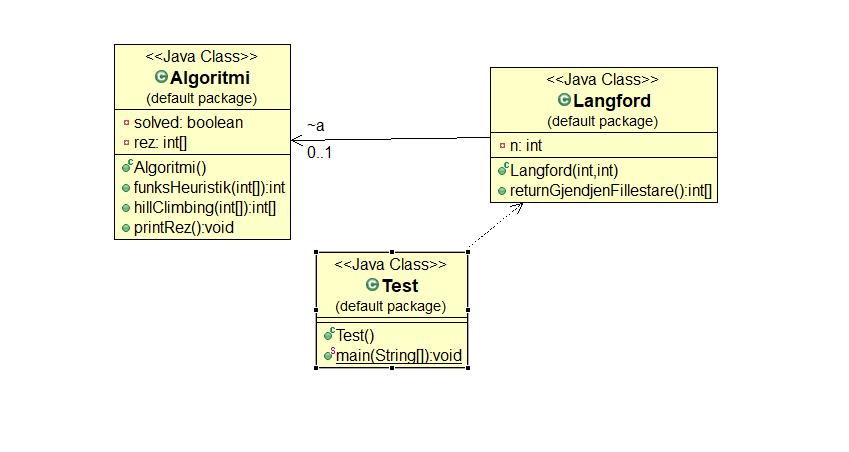 <<Java Class>>
Algoritmi
(default package)
solved: boolean
rez: int[]
Algoritmi()
funksHeuristik(int[]):int
hillClimbing(int[]):int[]
printRez():void
~a
0..1
<<Java Class>>
Langford
(default package)
n: int
Langford(int,int)
returnGjendjenFillestare():int[]
<<Java Class>>
Test
(default package)
Test()
main(String[]):void